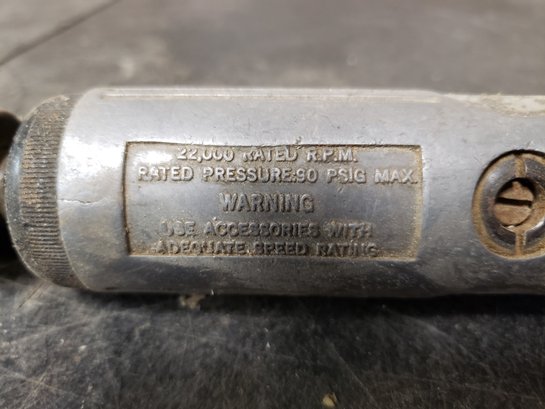 22,000 RATED R.P.M.
RATED PRESSURE:90 PSIG MAX.
WARNING
USE ACCESSORIES WITH
ADEQUATE SPEED RATING